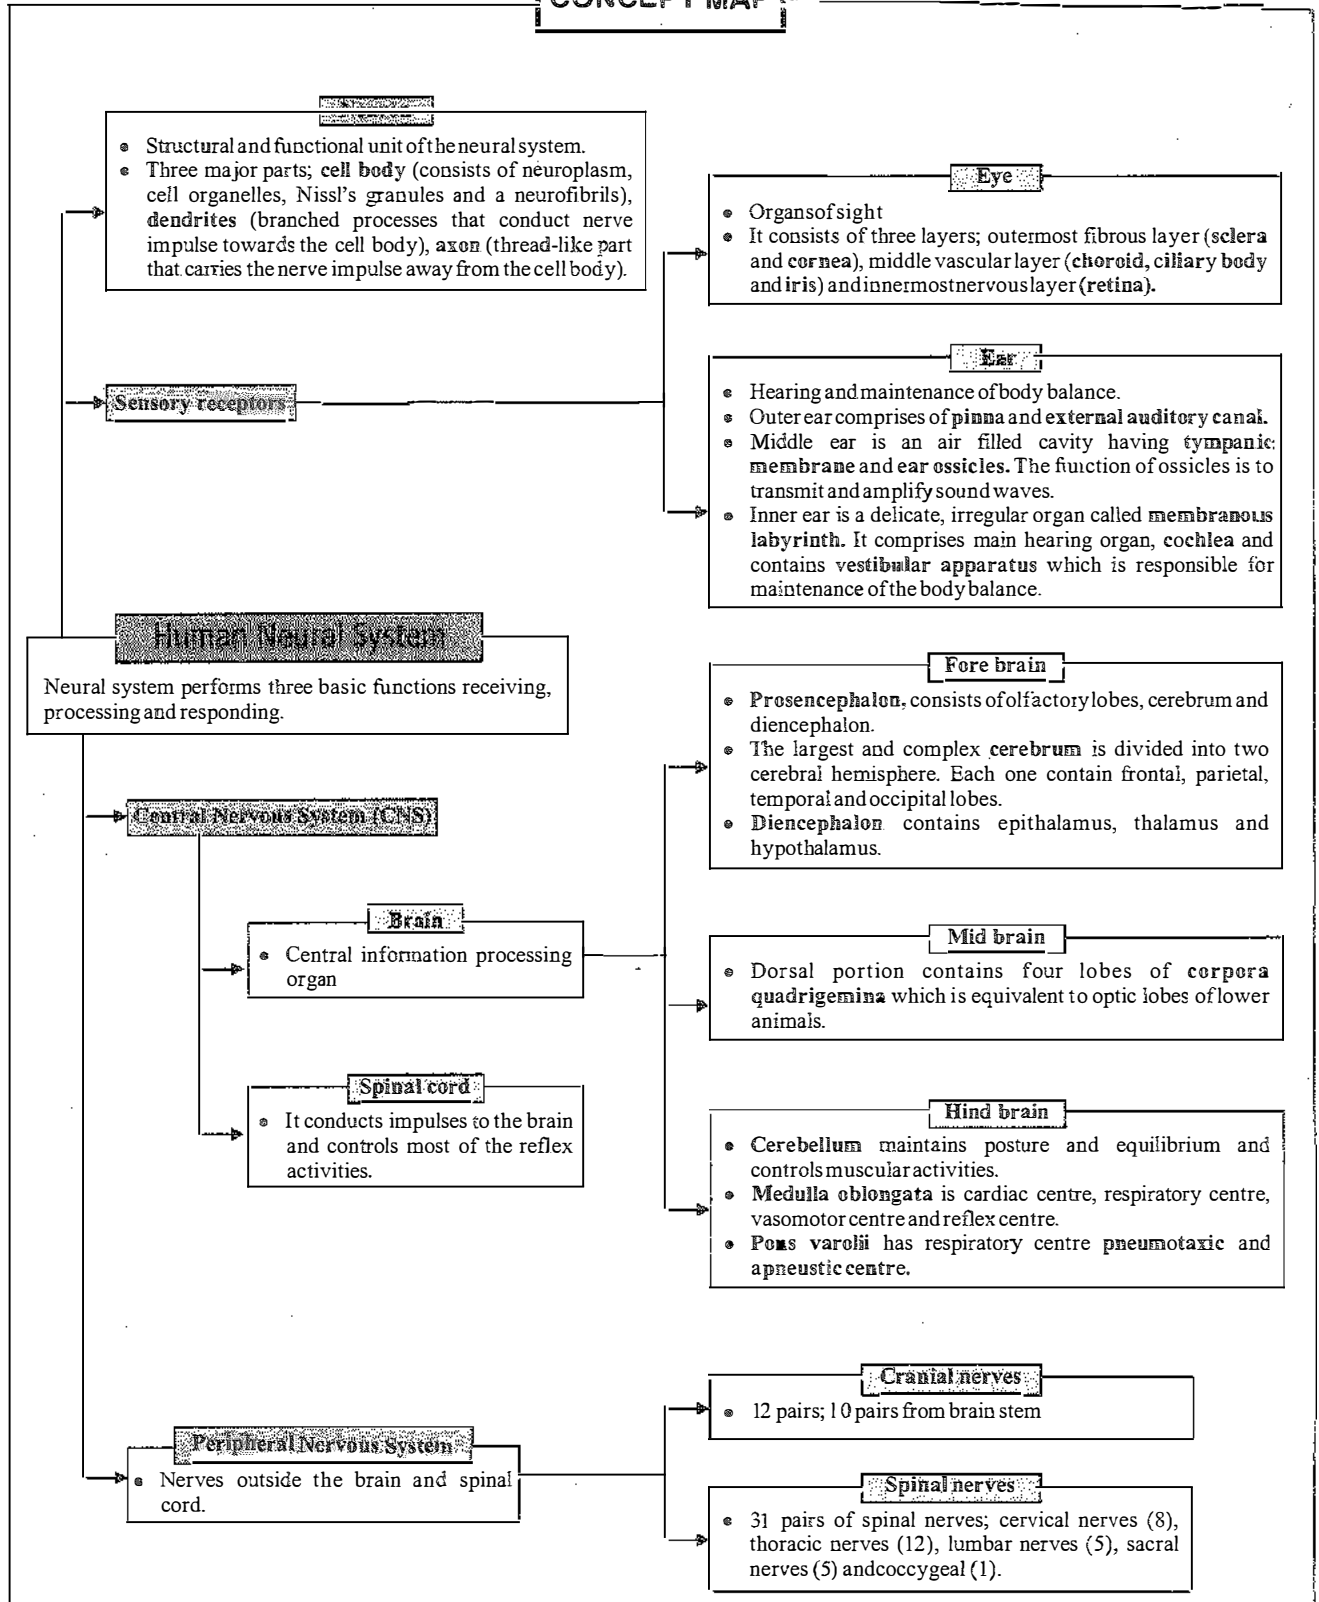 CONCEPT MAP
Structural and functional unit of the neural system.
Three major parts; cell body (consists of neuroplasm,
cell organelles, Nissl's granules and a neurofibrils),
dendrites (branched processes that conduct nerve
impulse towards the cell body), axon (thread-like part
that carries the nerve impulse away from the cell body).
Eye
Organs of sight
It consists of three layers; outermost fibrous layer (sclera
and cornea), middle vascular layer (choroid, ciliary body
and iris) and innermost nervous layer (retina).
Sensory receptors
Ear
Hearing and maintenance of body balance.
Outer ear comprises of pinna and external auditory canal.
Middle ear is an air filled cavity having tympanic
membrane and ear ossicles. The function of ossicles is to
transmit and amplify sound waves.
Inner ear is a delicate, irregular organ called membranous
labyrinth. It comprises main hearing organ, cochlea and
contains vestibular apparatus which is responsible for
maintenance of the body balance.
Human Neural System
Neural system performs three basic functions receiving,
processing and responding.
Fore brain
Prosencephalon, consists of olfactory lobes, cerebrum and
diencephalon.
The largest and complex cerebrum is divided into two
cerebral hemisphere. Each one contain frontal, parietal,
temporal and occipital lobes.
Diencephalon contains epithalamus, thalamus and
hypothalamus.
Central Nervous System (CNS)
Brain
Central information processing
organ
Mid brain
Dorsal portion contains four lobes of corpora
quadrigemina which is equivalent to optic lobes of lower
animals.
Spinal cord
It conducts impulses to the brain
and controls most of the reflex
activities.
Hind brain
Cerebellum maintains posture and equilibrium and
controls muscular activities.
Medulla oblongata is cardiac centre, respiratory centre,
vasomotor centre and reflex centre.
Pons varolii has respiratory centre pneumotaxic and
apneustic centre.
Peripheral Nervous System
Nerves outside the brain and spinal
cord.
Cranial nerves
12 pairs; 10 pairs from brain stem
Spinal nerves
31 pairs of spinal nerves; cervical nerves (8),
thoracic nerves (12), lumbar nerves (5), sacral
nerves (5) and coccygeal (1).